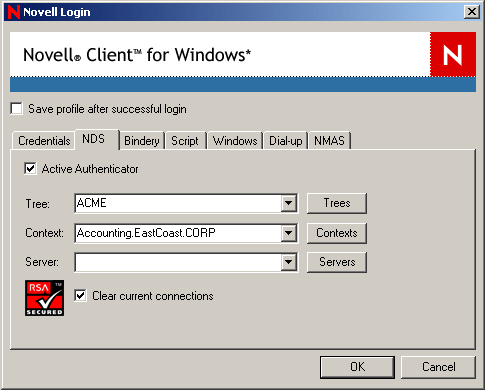 Novell Login
Novell® Client™ for Windows*
N
Save profile after successful login
Credentials NDS Bindery Script Windows Dial-up NMAS
Active Authenticator
Tree: ACME Trees
Context: Accounting.EastCoast.CORP Contexts
Server: Servers
RSA
SECURED
Clear current connections
OK Cancel